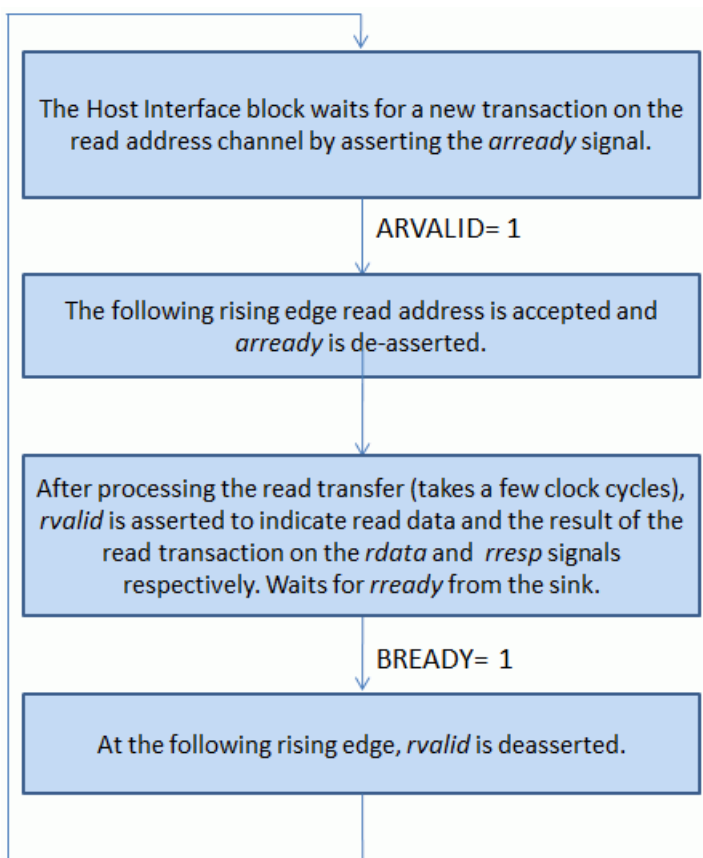 The Host Interface block waits for a new transaction on the
read address channel by asserting the arready signal.
ARVALID= 1
The following rising edge read address is accepted and
arready is de-asserted.
After processing the read transfer (takes a few clock cycles),
rvalid is asserted to indicate read data and the result of the
read transaction on the rdata and rresp signals
respectively. Waits for rready from the sink.
BREADY= 1
At the following rising edge, rvalid is deasserted.